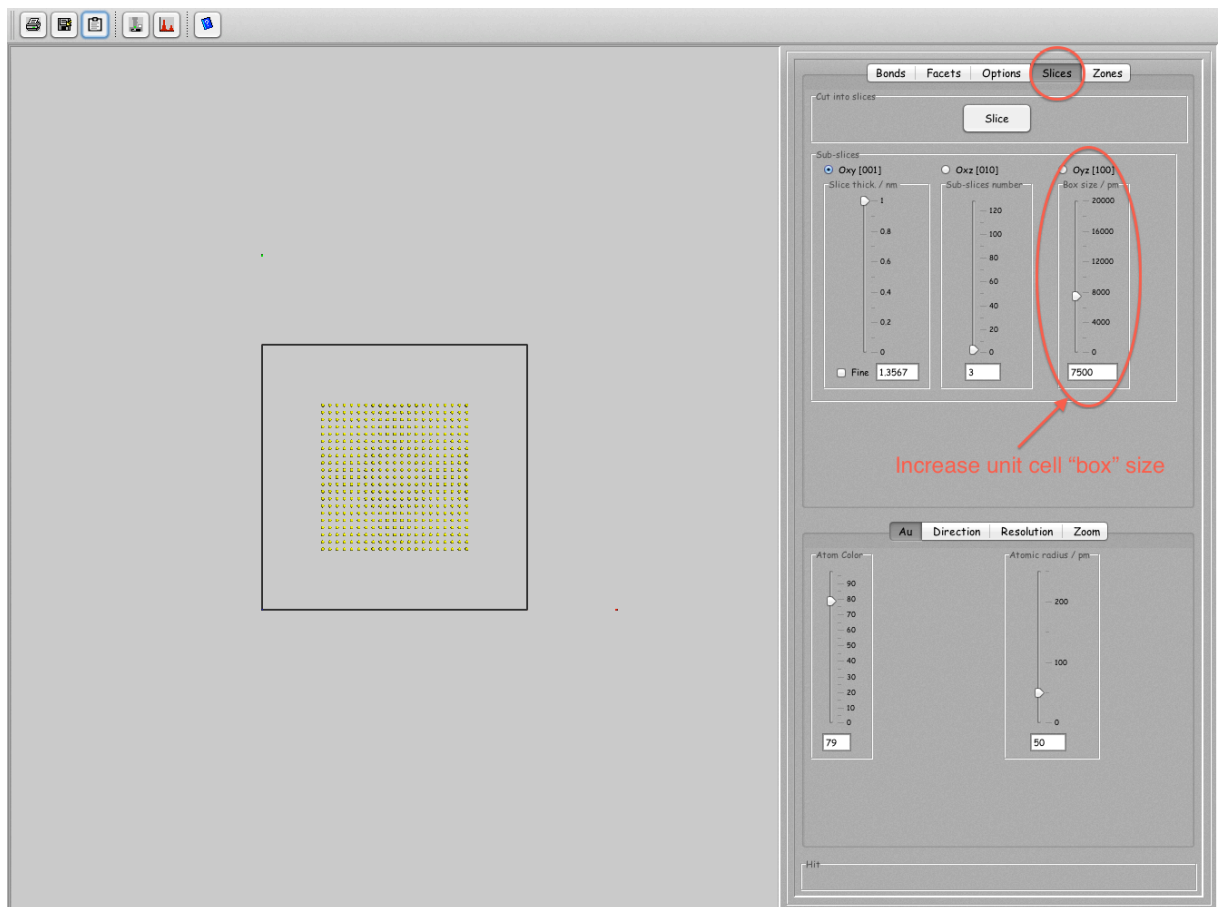 Bonds Facets Options Slices Zones
Cut into slices
Slice
Sub-slices
Oxy [001] Oxz [010] Oyz [100]
Slice thick. / nm Sub-slices number Box size / pm
1 120 20000
0.8 100 16000
0.6 80 12000
60
0.4 40 8000
0.2 20 4000
0 0 0
Fine 1.3567 3 7500
Increase unit cell “box” size
Au Direction Resolution Zoom
Atom Color Atomic radius / pm
90
80 200
70
60
50
40 100
30
20
10
0 0
79 50
Hit